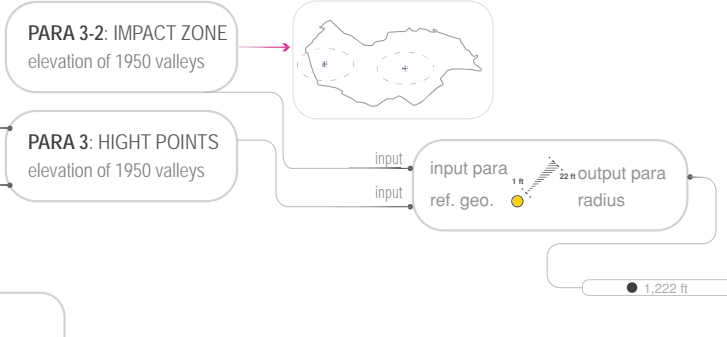 PARA 3-2: IMPACT ZONE
elevation of 1950 valleys
PARA 3: HIGHT POINTS
elevation of 1950 valleys
input
input
input para
1 ft
22 ft
output para
ref. geo.
radius
1,222 ft